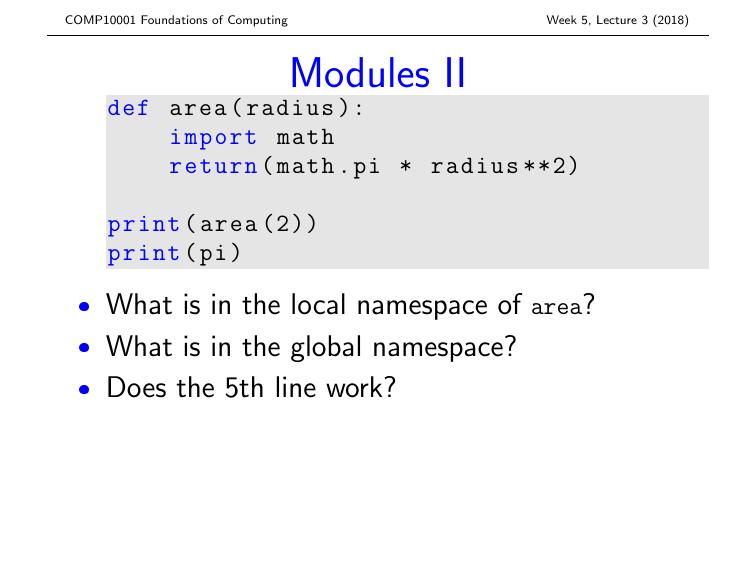 COMP10001 Foundations of Computing Week 5, Lecture 3 (2018)
Modules II
def area(radius):
    import math
    return(math.pi * radius**2)

print(area(2))
print(pi)
• What is in the local namespace of area?
• What is in the global namespace?
• Does the 5th line work?